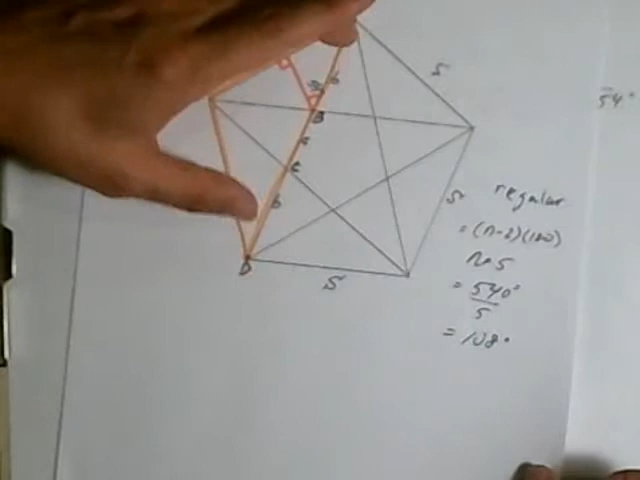 5
54°
B
c
b
5
regular
= (n-2)(180)
n=5
= 540°
5
= 108°
D
5